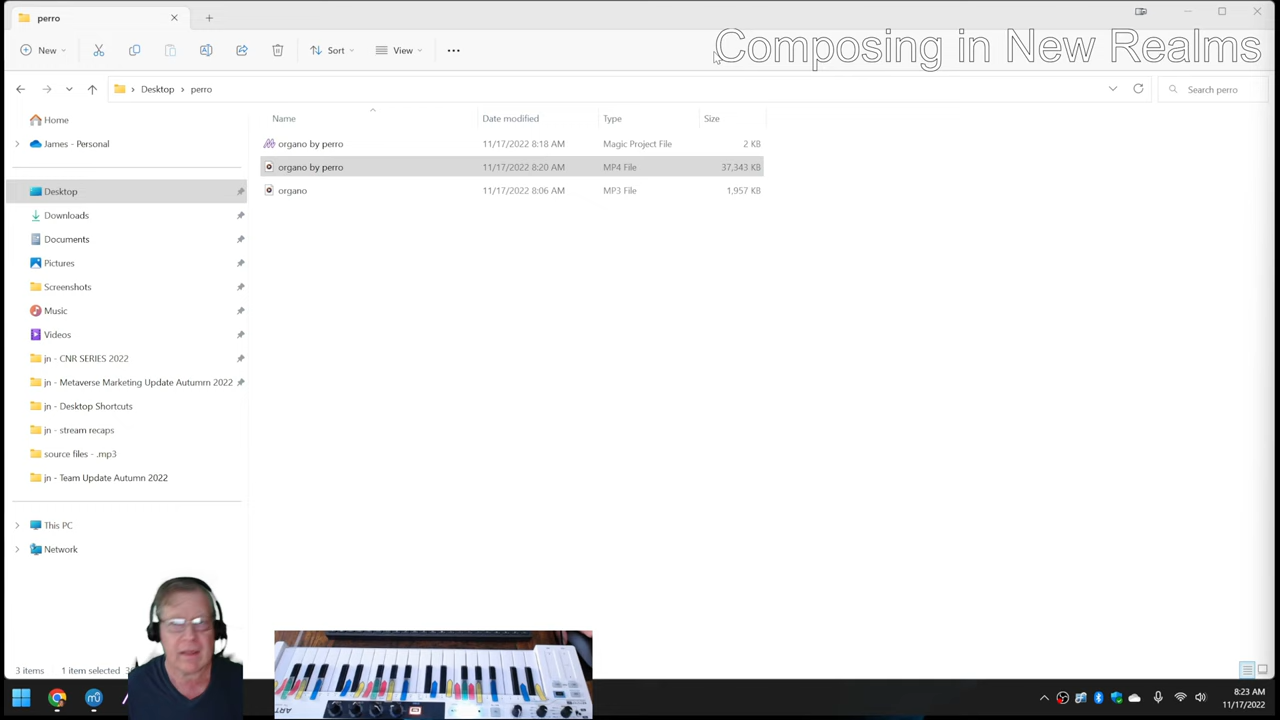 perro
Composing in New Realms
New
Sort
View
Desktop
perro
Search perro
Name
Date modified
Type
Size
organo by perro
11/17/2022 8:18 AM
Magic Project File
2 KB
organo by perro
11/17/2022 8:20 AM
MP4 File
37,343 KB
organo
11/17/2022 8:06 AM
MP3 File
1,957 KB
Home
James - Personal
Desktop
Downloads
Documents
Pictures
Screenshots
Music
Videos
jn - CNR SERIES 2022
jn - Metaverse Marketing Update Autumm 2022
jn - Desktop Shortcuts
jn - stream recaps
source files - .mp3
jn - Team Update Autumn 2022
This PC
Network
3 items
1 item selected
ART
8:23 AM
11/17/2022